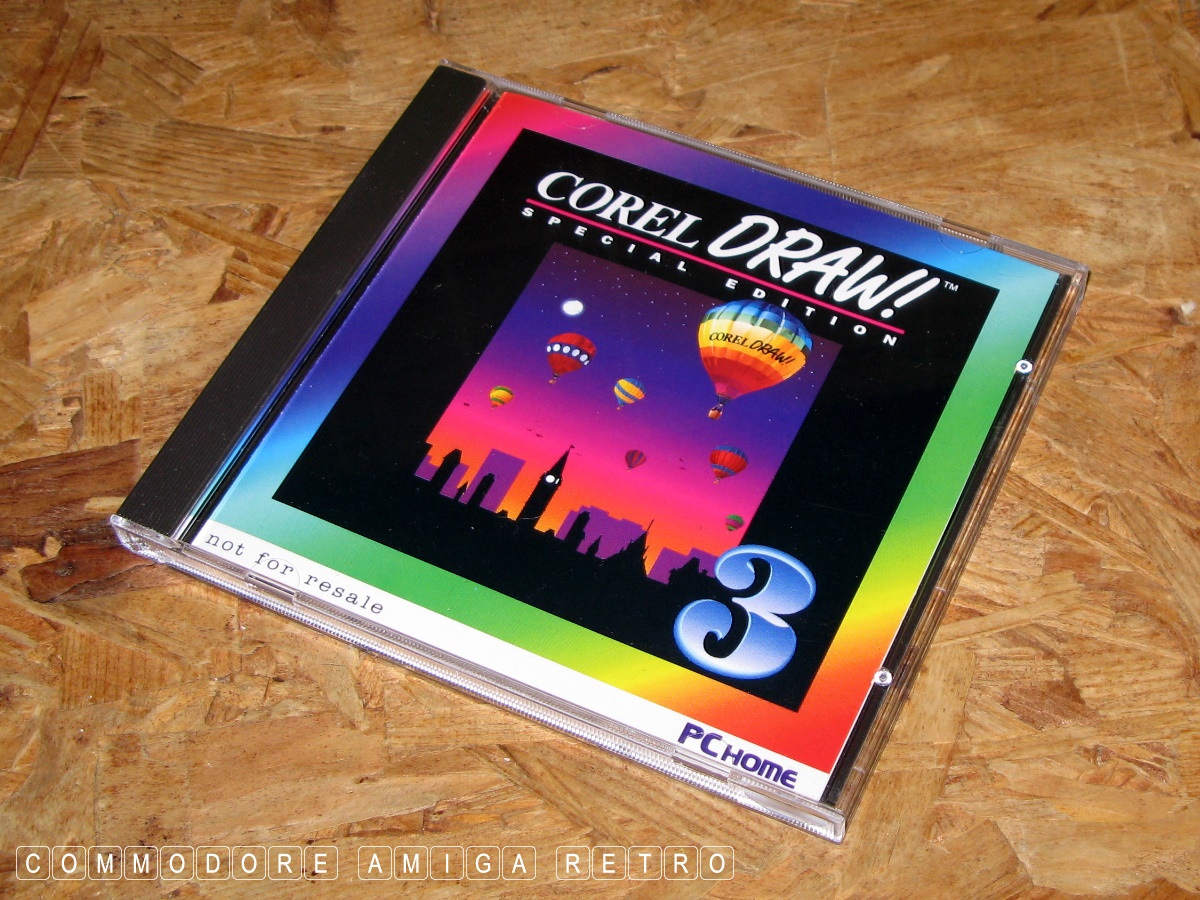 COREL DRAW!™
SPECIAL EDITION
COREL DRAW!
3
not for resale
PC HOME
COMMODORE AMIGA RETRO